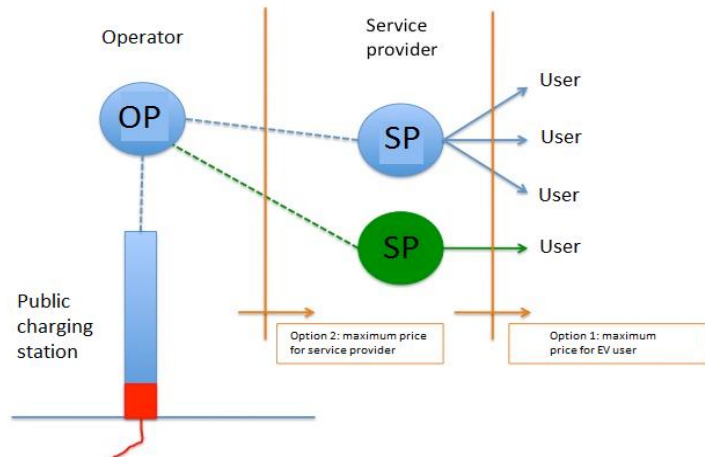 Operator
Service
provider
User
OP
SP
User
User
SP
User
Public
charging
station
Option 2: maximum price
for service provider
Option 1: maximum
price for EV user